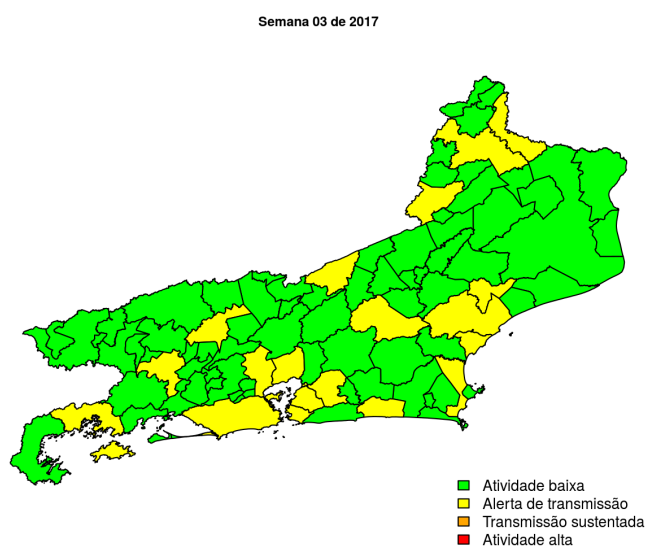 Semana 03 de 2017
Atividade baixa
Alerta de transmissão
Transmissão sustentada
Atividade alta